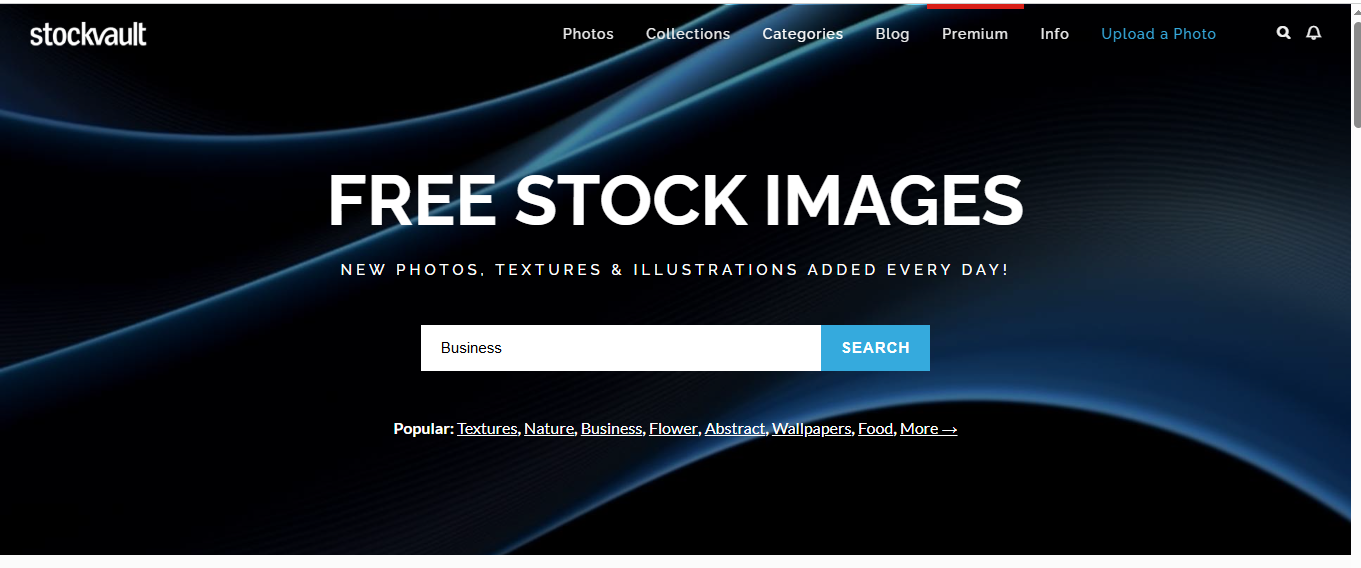 stockvault Photos Collections Categories Blog Premium Info Upload a Photo
FREE STOCK IMAGES
NEW PHOTOS, TEXTURES & ILLUSTRATIONS ADDED EVERY DAY!
Business SEARCH
Popular: Textures, Nature, Business, Flower, Abstract, Wallpapers, Food, More →